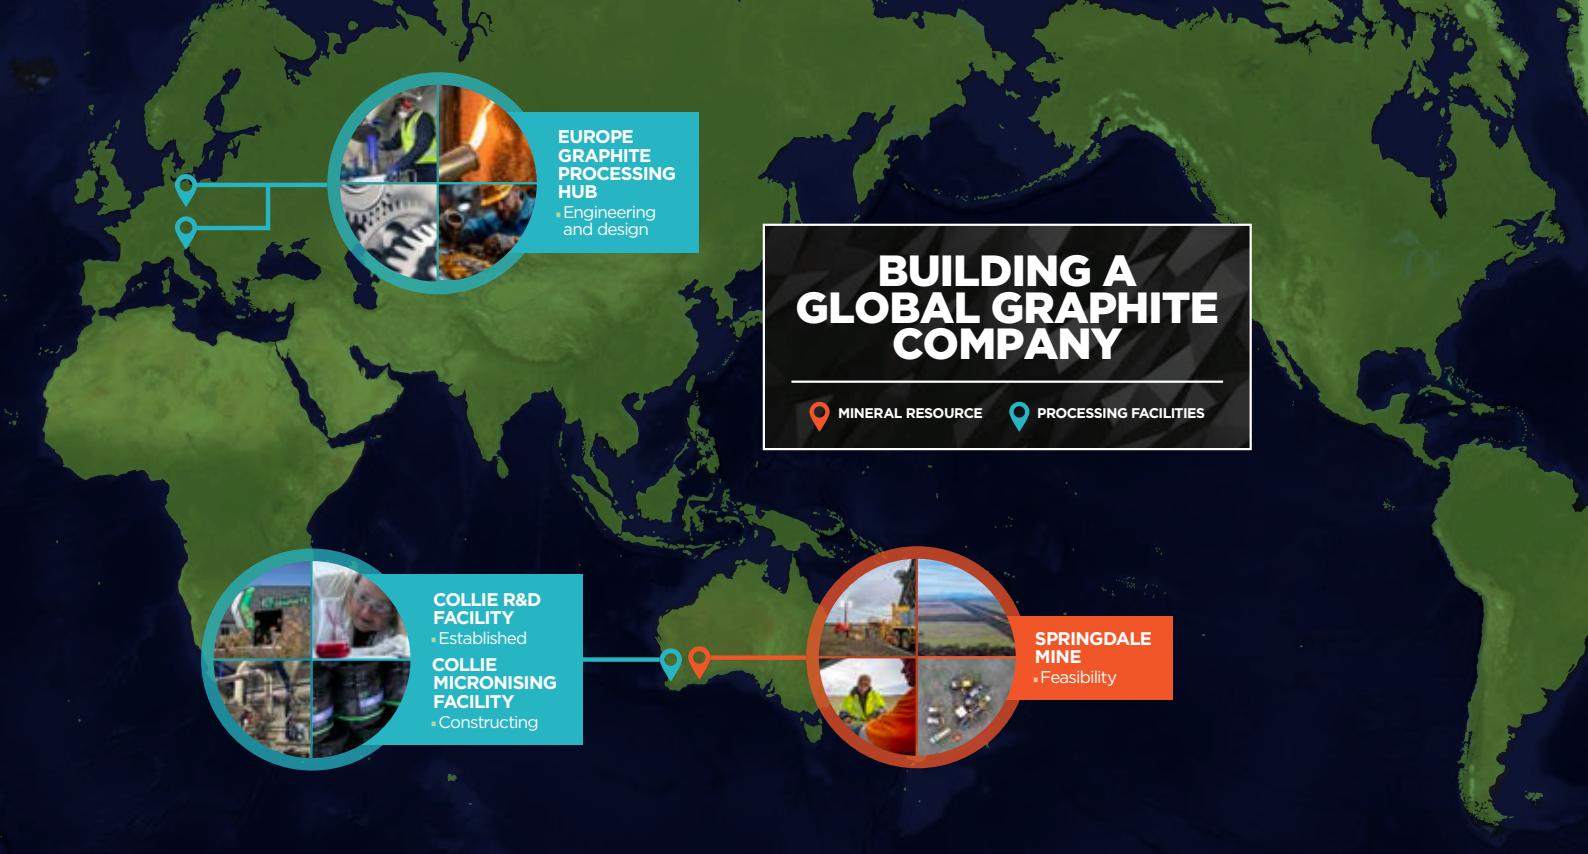 EUROPE
GRAPHITE
PROCESSING
HUB
Engineering
and design
BUILDING A
GLOBAL GRAPHITE
COMPANY
MINERAL RESOURCE
PROCESSING FACILITIES
COLLIE R&D
FACILITY
Established
COLLIE
MICRONISING
FACILITY
Constructing
SPRINGDALE
MINE
Feasibility